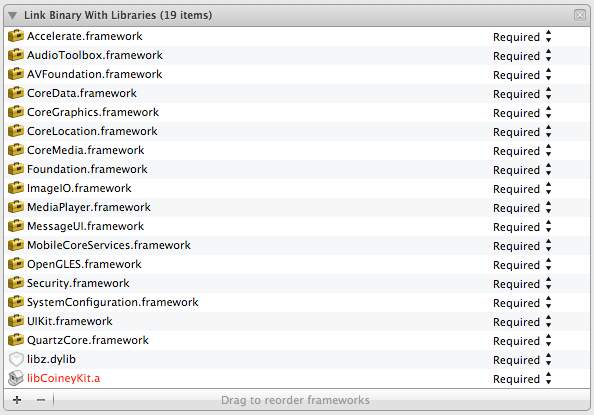 Link Binary With Libraries (19 items)
Accelerate.framework Required
AudioToolbox.framework Required
AVFoundation.framework Required
CoreData.framework Required
CoreGraphics.framework Required
CoreLocation.framework Required
CoreMedia.framework Required
Foundation.framework Required
ImageIO.framework Required
MediaPlayer.framework Required
MessageUI.framework Required
MobileCoreServices.framework Required
OpenGLES.framework Required
Security.framework Required
SystemConfiguration.framework Required
UIKit.framework Required
QuartzCore.framework Required
libz.dylib Required
libCoineyKit.a Required
Drag to reorder frameworks